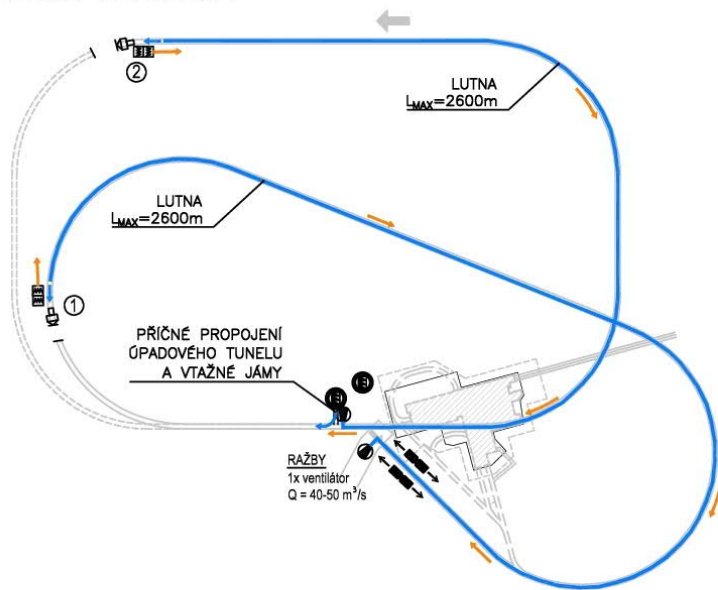 ②
LUTNA
LMAX=2600m
LUTNA
LMAX=2600m
①
PŘÍČNÉ PROPOJENÍ
ÚPADOVÉHO TUNELU
A VTAŽNÉ JÁMY
RAŽBY
1x ventilátor
Q = 40-50 m³/s